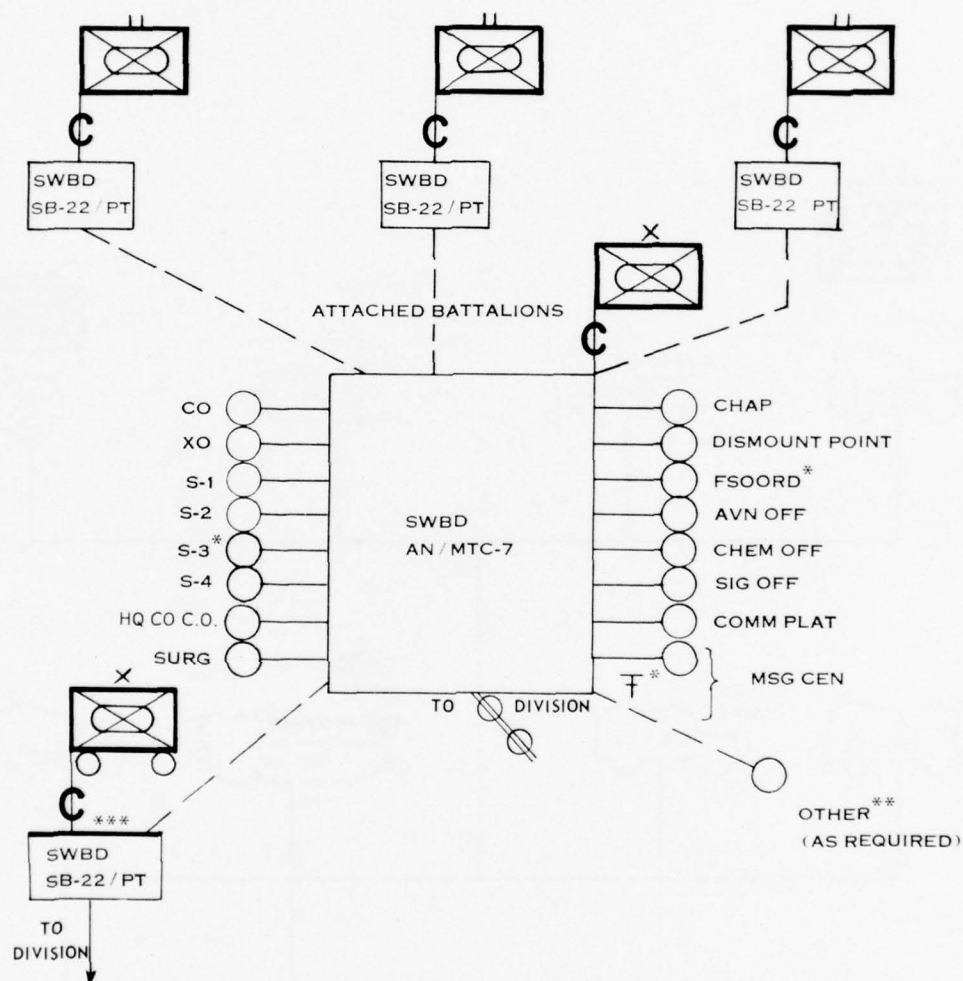 C
C
C
SWBD
SB-22/PT
SWBD
SB-22/PT
SWBD
SB-22/PT
X
ATTACHED BATTALIONS
C
CO
XO
S-1
S-2
S-3*
S-4
HQ CO C.O.
SURG
SWBD
AN/MTC-7
CHAP
DISMOUNT POINT
FSOORD*
AVN OFF
CHEM OFF
SIG OFF
COMM PLAT
T*
MSG CEN
TO DIVISION
X
C ***
SWBD
SB-22/PT
TO
DIVISION
OTHER**
(AS REQUIRED)